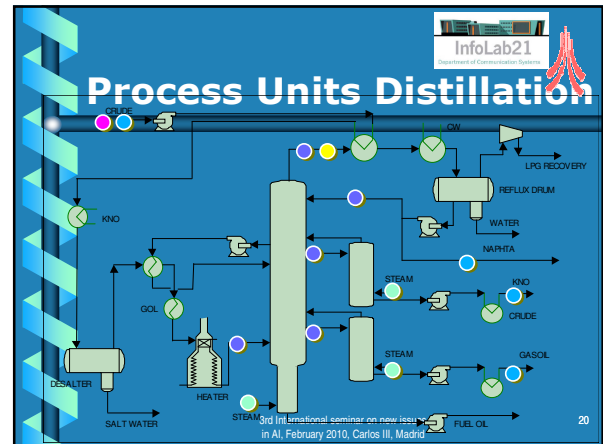 InfoLab21
Department of Communication Systems
Process Units Distillation
CRUDE
CW
LPG RECOVERY
REFLUX DRUM
KNO
WATER
NAPHTA
STEAM
KNO
GOL
CRUDE
STEAM
GASOIL
DESALTER
HEATER
SALT WATER
STEAM
FUEL OIL
3rd International seminar on new issues
in AI, February 2010, Carlos III, Madrid
20